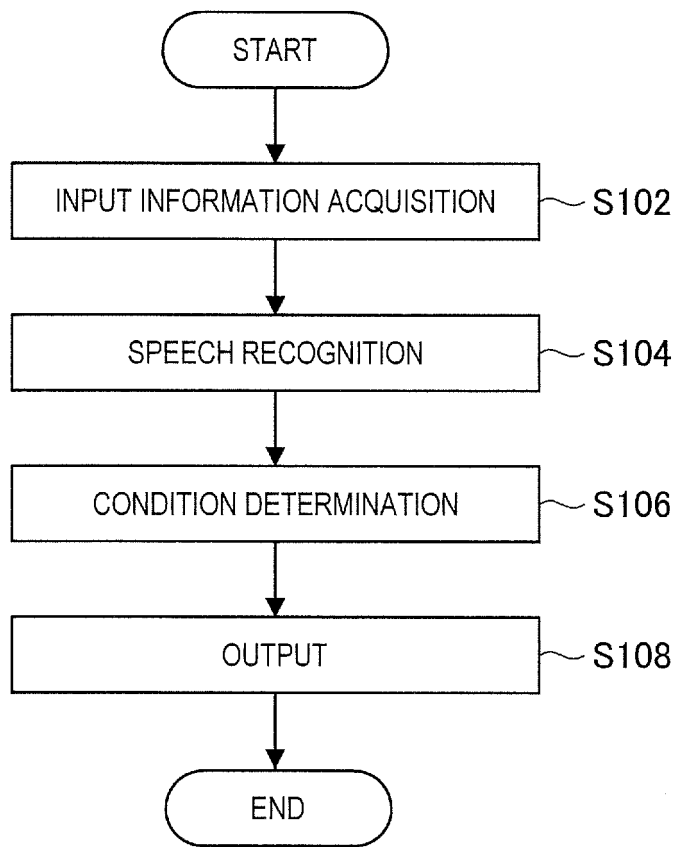 START
INPUT INFORMATION ACQUISITION S102
SPEECH RECOGNITION S104
CONDITION DETERMINATION S106
OUTPUT S108
END